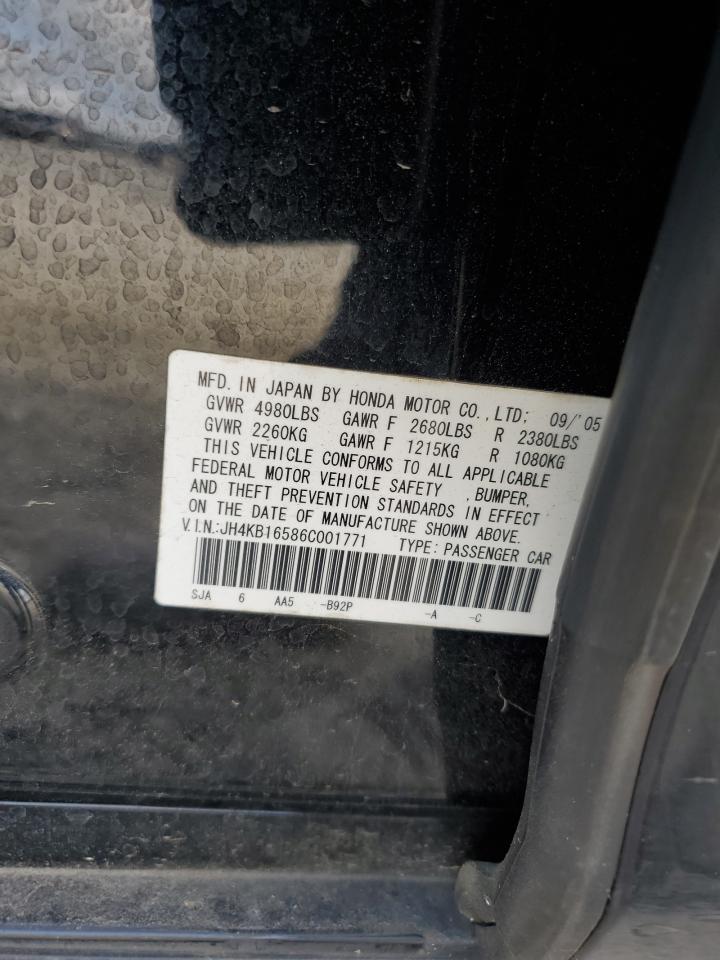 MFD. IN JAPAN BY HONDA MOTOR CO.,LTD; 09/'05
GVWR 4980LBS GAWR F 2680LBS R 2380LBS
GVWR 2260KG GAWR F 1215KG R 1080KG
THIS VEHICLE CONFORMS TO ALL APPLICABLE
FEDERAL MOTOR VEHICLE SAFETY ,BUMPER,
AND THEFT PREVENTION STANDARDS IN EFFECT
ON THE DATE OF MANUFACTURE SHOWN ABOVE.
V.I.N.:JH4KB16586C001771 TYPE: PASSENGER CAR
SJA 6 AA5 -B92P -A -C